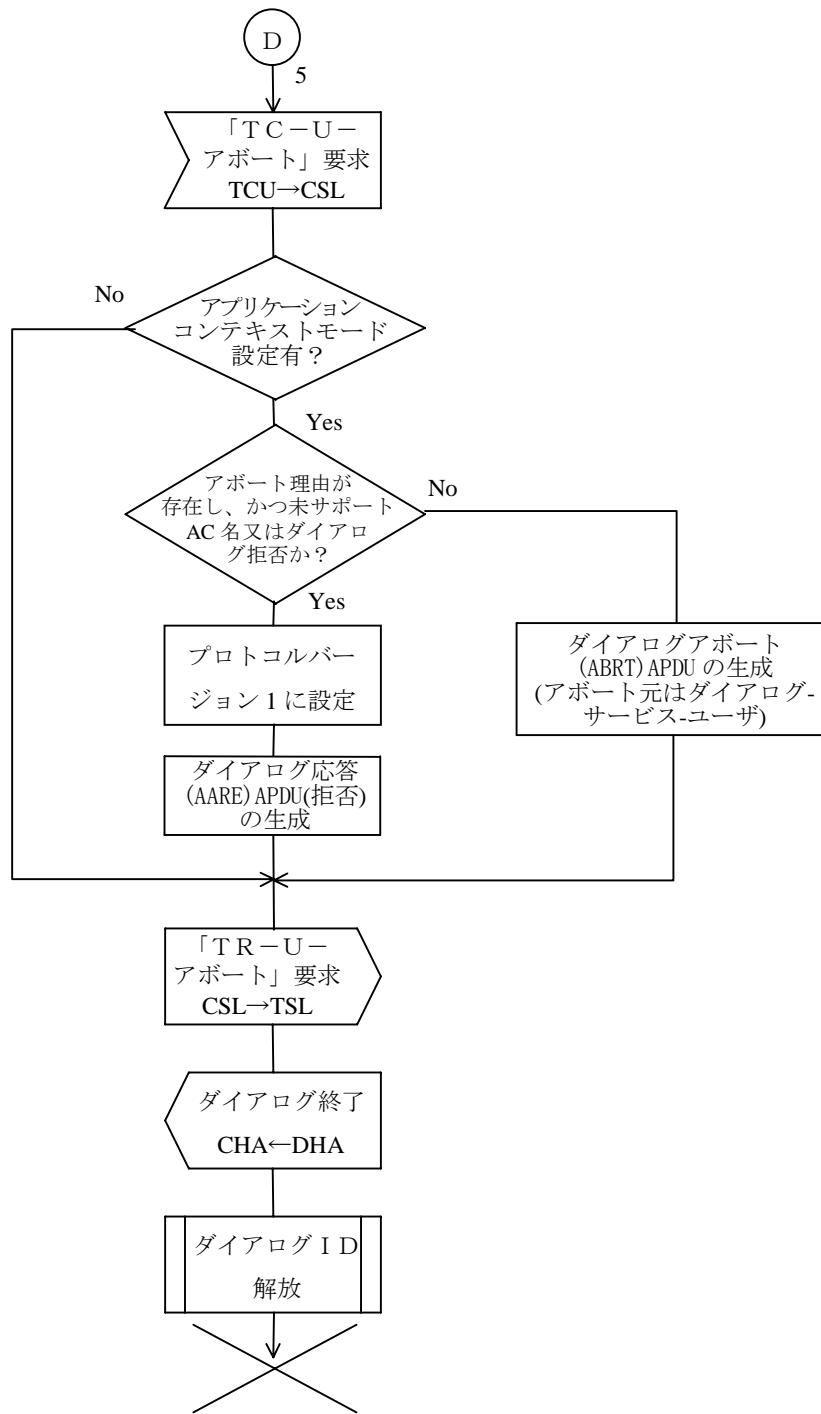 D
5
「ＴＣ－Ｕ－
アボート」要求
TCU→CSL
No
アプリケーション
コンテキストモード
設定有？
Yes
アボート理由が
存在し、かつ未サポート
AC 名又はダイアロ
グ拒否か？
No
Yes
プロトコルバー
ジョン 1 に設定
ダイアログアボート
(ABRT) APDU の生成
(アボート元はダイアログ-
サービス-ユーザ)
ダイアログ応答
(AARE) APDU(拒否)
の生成
「ＴＲ－Ｕ－
アボート」要求
CSL→TSL
ダイアログ終了
CHA←DHA
ダイアログＩＤ
解放